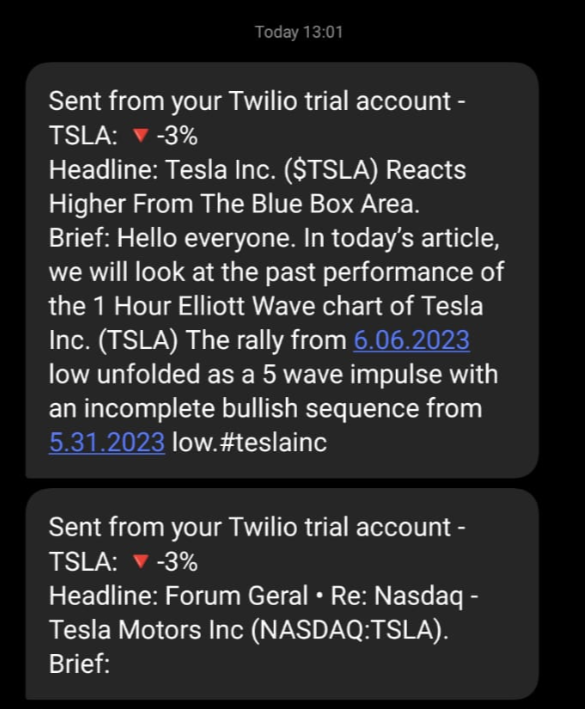 Today 13:01
Sent from your Twilio trial account -
TSLA: 🔻 -3%
Headline: Tesla Inc. ($TSLA) Reacts
Higher From The Blue Box Area.
Brief: Hello everyone. In today’s article,
we will look at the past performance of
the 1 Hour Elliott Wave chart of Tesla
Inc. (TSLA) The rally from 6.06.2023
low unfolded as a 5 wave impulse with
an incomplete bullish sequence from
5.31.2023 low.#teslainc
Sent from your Twilio trial account -
TSLA: 🔻 -3%
Headline: Forum Geral • Re: Nasdaq -
Tesla Motors Inc (NASDAQ:TSLA).
Brief: